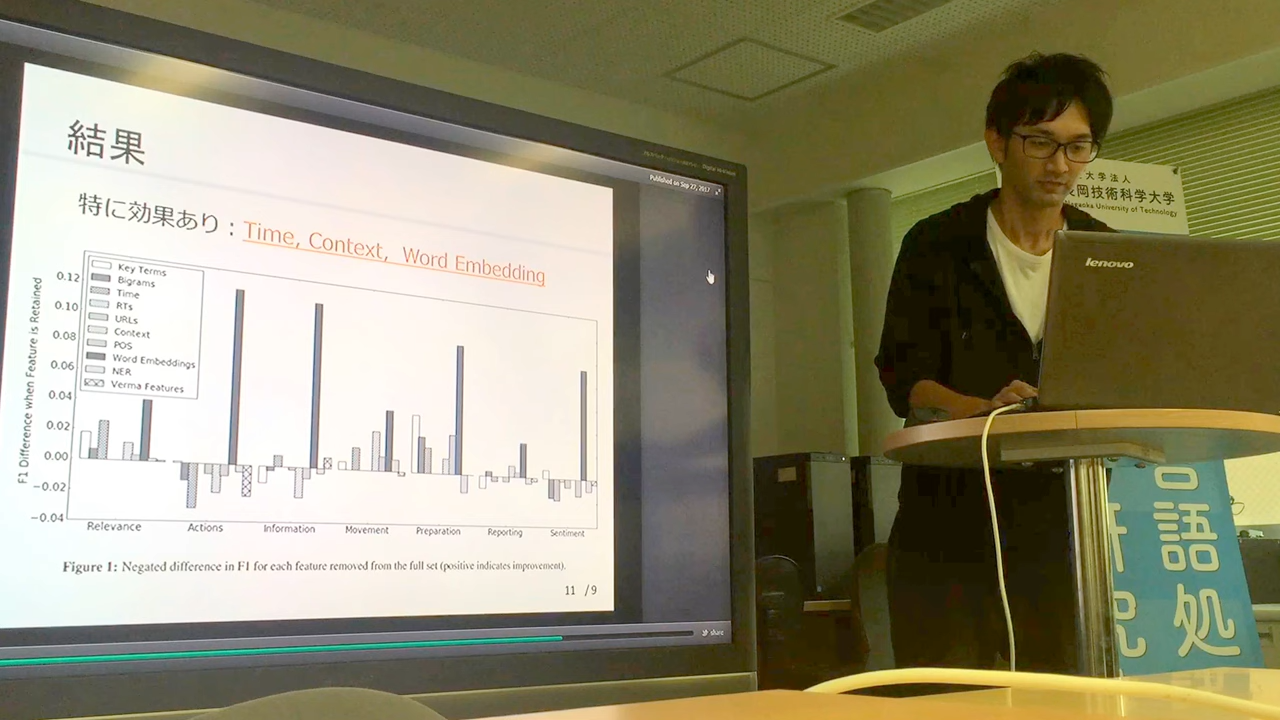 結果
特に効果あり：Time, Context, Word Embedding
F1 Difference when Feature is Retained
0.12
0.10
0.08
0.06
0.04
0.02
0.00
−0.02
−0.04
Key Terms
Bigrams
Time
RTs
URLs
Context
POS
Word Embeddings
NER
Verma Features
Relevance Actions Information Movement Preparation Reporting Sentiment
Figure 1: Negated difference in F1 for each feature removed from the full set (positive indicates improvement).
11 /9
Published on Sep 27, 2017
share
大学法人
岡技術科学大学
Nagaoka University of Technology
lenovo
語
処